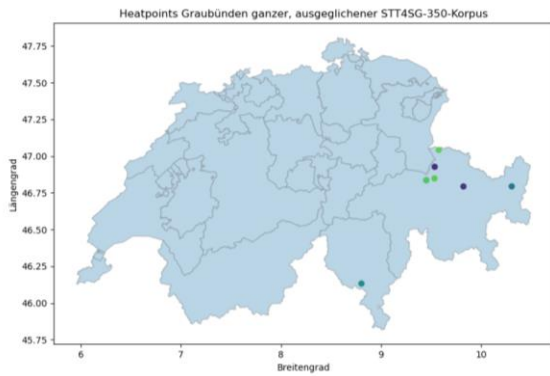 Heatpoints Graubünden ganzer, ausgeglichener STT4SG-350-Korpus
47.75
47.50
47.25
47.00
46.75
46.50
46.25
46.00
45.75
Längengrad
6 7 8 9 10
Breitengrad